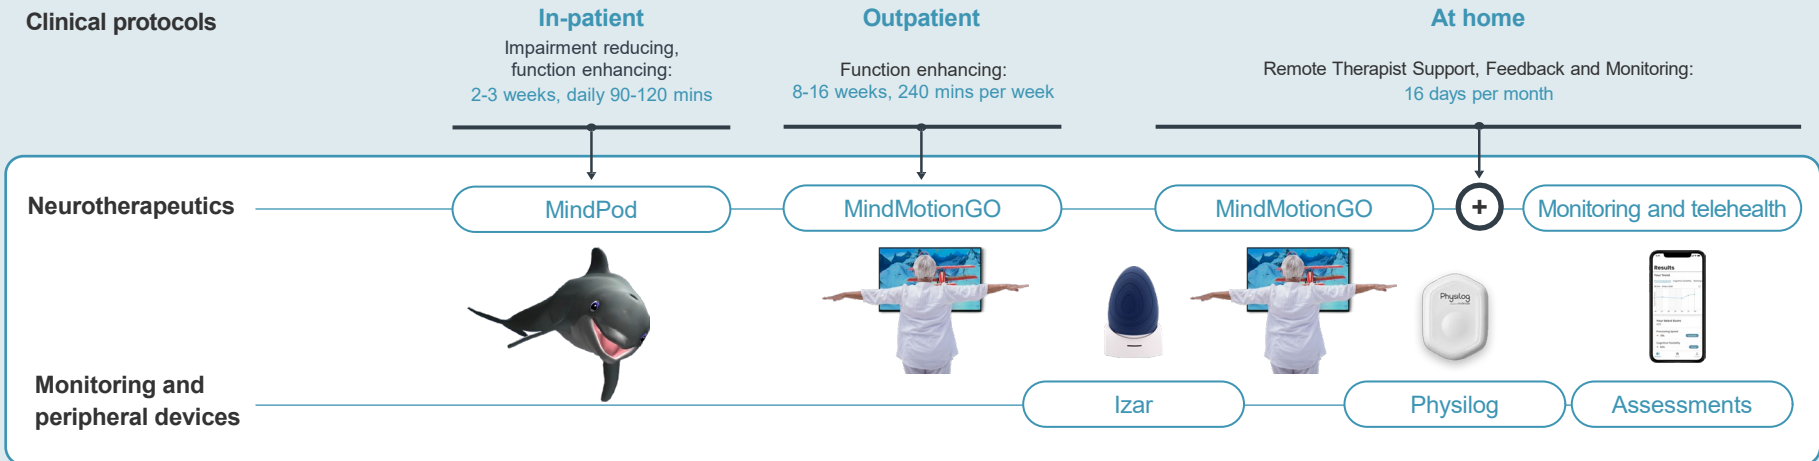 Clinical protocols
In-patient
Impairment reducing,
function enhancing:
2-3 weeks, daily 90-120 mins
Outpatient
Function enhancing:
8-16 weeks, 240 mins per week
At home
Remote Therapist Support, Feedback and Monitoring:
16 days per month
Neurotherapeutics
MindPod
MindMotionGO
MindMotionGO
+
Monitoring and telehealth
Physilog
Results
Monitoring and
peripheral devices
Izar
Physilog
Assessments